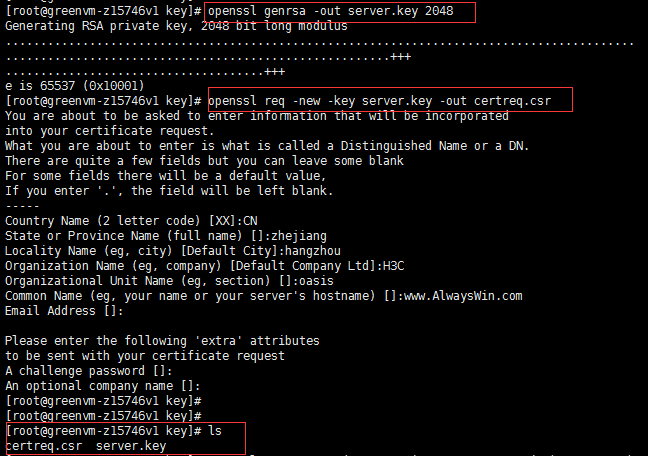 [root@greenvm-z15746v1 key]# openssl genrsa -out server.key 2048
Generating RSA private key, 2048 bit long modulus
..........................................................................................
.......................................................+++
.....................................+++
e is 65537 (0x10001)
[root@greenvm-z15746v1 key]# openssl req -new -key server.key -out certreq.csr
You are about to be asked to enter information that will be incorporated
into your certificate request.
What you are about to enter is what is called a Distinguished Name or a DN.
There are quite a few fields but you can leave some blank
For some fields there will be a default value,
If you enter '.', the field will be left blank.
-----
Country Name (2 letter code) [XX]:CN
State or Province Name (full name) []:zhejiang
Locality Name (eg, city) [Default City]:hangzhou
Organization Name (eg, company) [Default Company Ltd]:H3C
Organizational Unit Name (eg, section) []:oasis
Common Name (eg, your name or your server's hostname) []:www.AlwaysWin.com
Email Address []:
Please enter the following 'extra' attributes
to be sent with your certificate request
A challenge password []:
An optional company name []:
[root@greenvm-z15746v1 key]#
[root@greenvm-z15746v1 key]#
[root@greenvm-z15746v1 key]# ls
certreq.csr  server.key